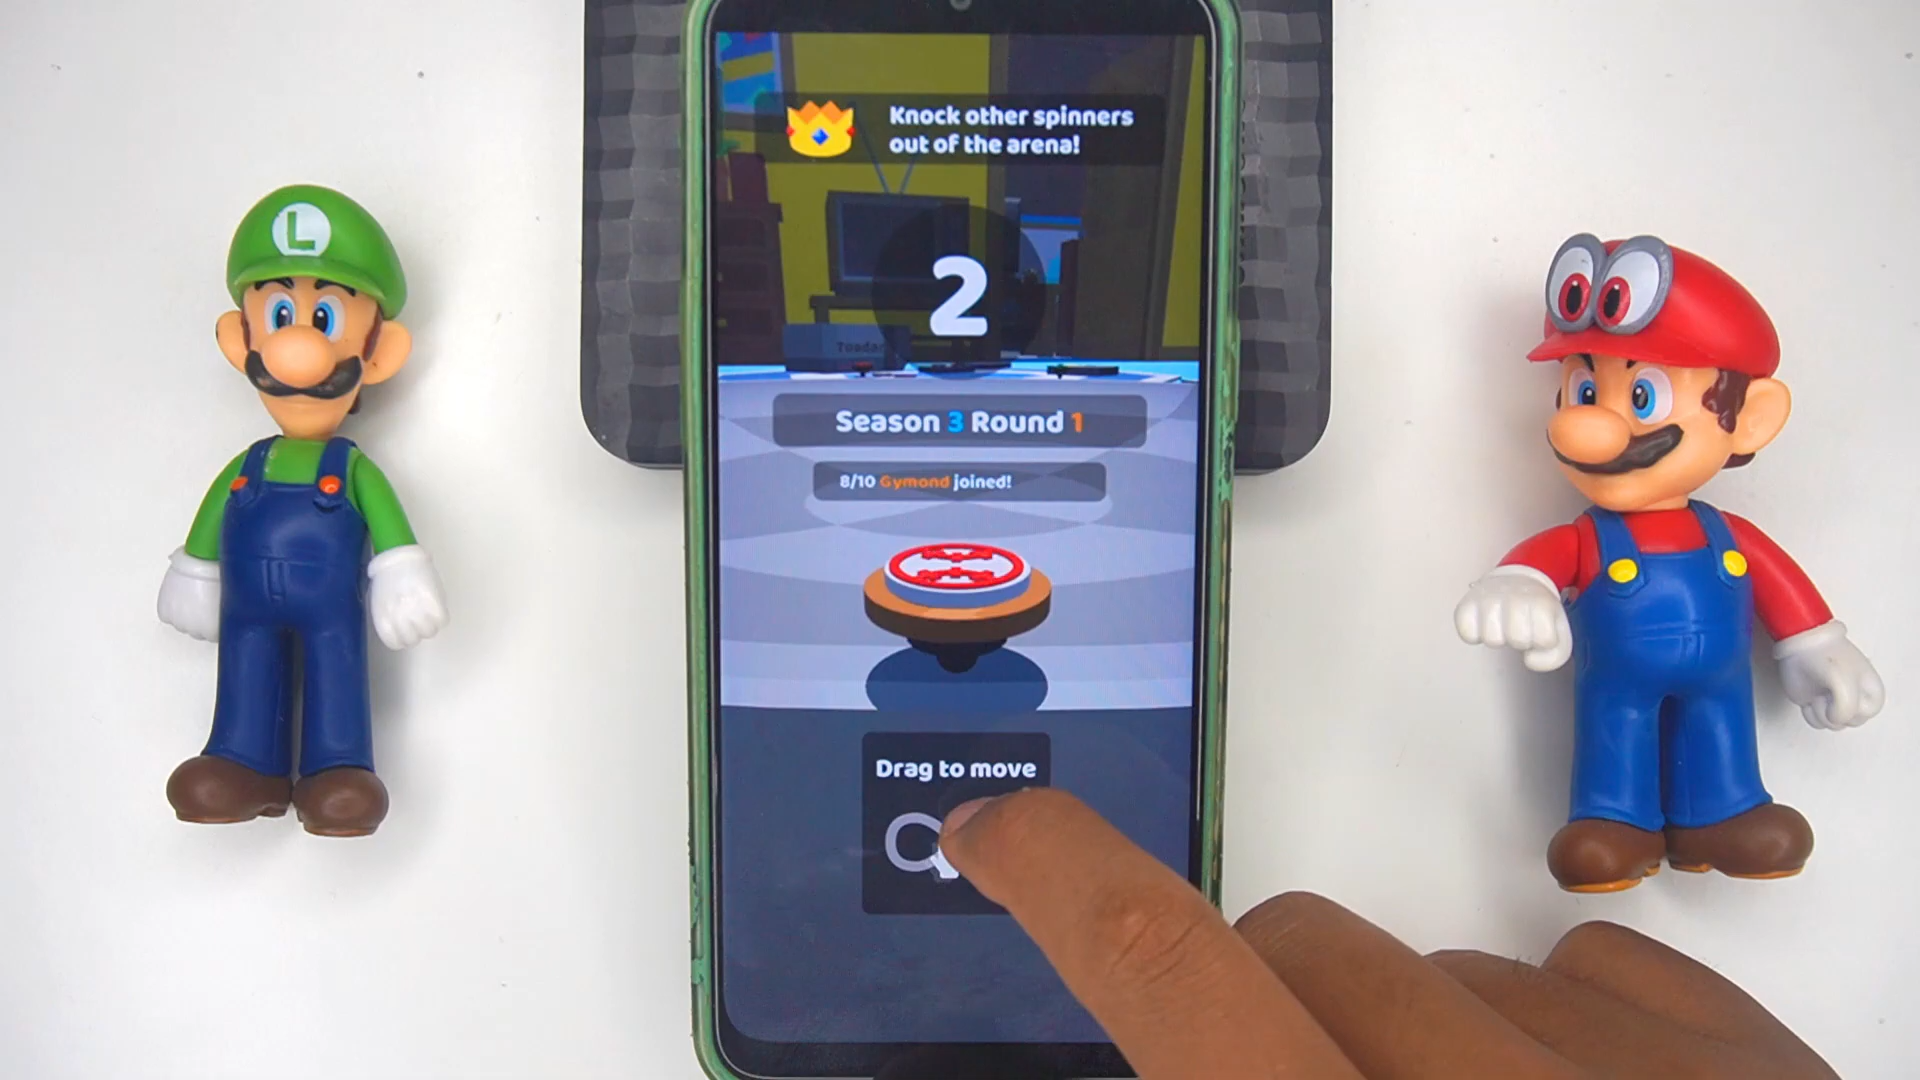 L
Knock other spinners
out of the arena!
2
Toadar
Season 3 Round 1
8/10 Gymond joined!
Drag to move